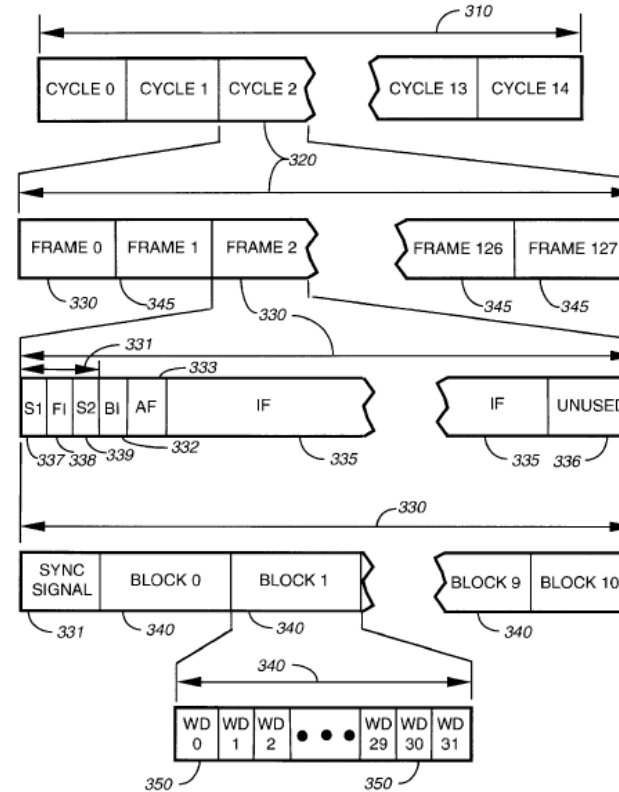 310
CYCLE 0 CYCLE 1 CYCLE 2 CYCLE 13 CYCLE 14
320
FRAME 0 FRAME 1 FRAME 2 FRAME 126 FRAME 127
330 345 330 345 345
331 333
S1 FI S2 BI AF IF IF UNUSED
337 338 339 332 335 335 336
330
SYNC SIGNAL BLOCK 0 BLOCK 1 BLOCK 9 BLOCK 10
331 340 340 340
340
WD 0 WD 1 WD 2 WD 29 WD 30 WD 31
350 350